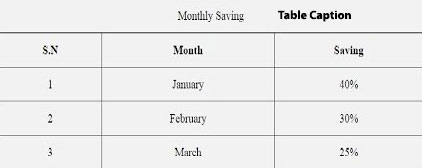 Monthly Saving Table Caption
S.N Month Saving
1 January 40%
2 February 30%
3 March 25%